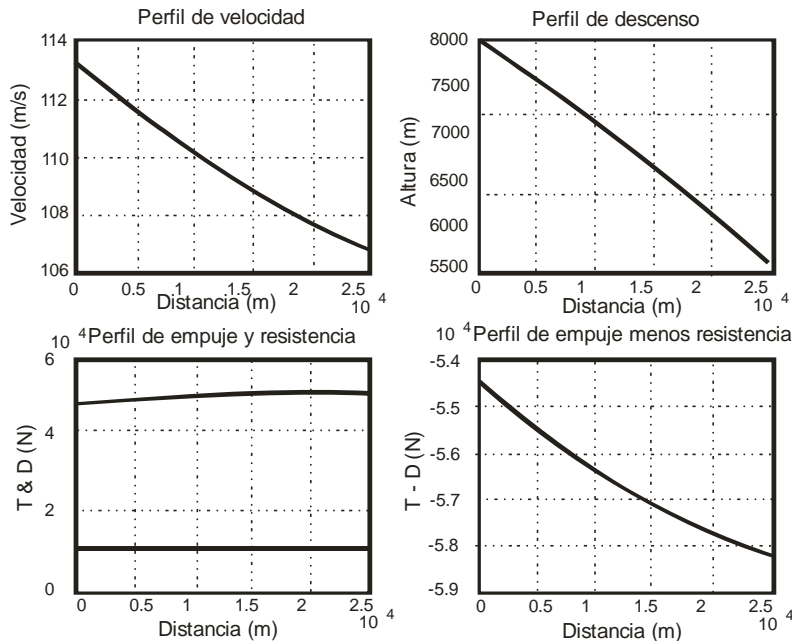 Perfil de velocidad
114
112
110
108
106
Velocidad (m/s)
0 0.5 1 1.5 2 2.5
Distancia (m)
10 4
Perfil de descenso
8000
7500
7000
6500
6000
5500
Altura (m)
0 0.5 1 1.5 2 2.5
Distancia (m)
10 4
10 4 Perfil de empuje y resistencia
6
4
2
0
T & D (N)
0 0.5 1 1.5 2 2.5
Distancia (m)
10 4
10 4 Perfil de empuje menos resistencia
-5.4
-5.5
-5.6
-5.7
-5.8
-5.9
T - D (N)
0 0.5 1 1.5 2 2.5
Distancia (m)
10 4